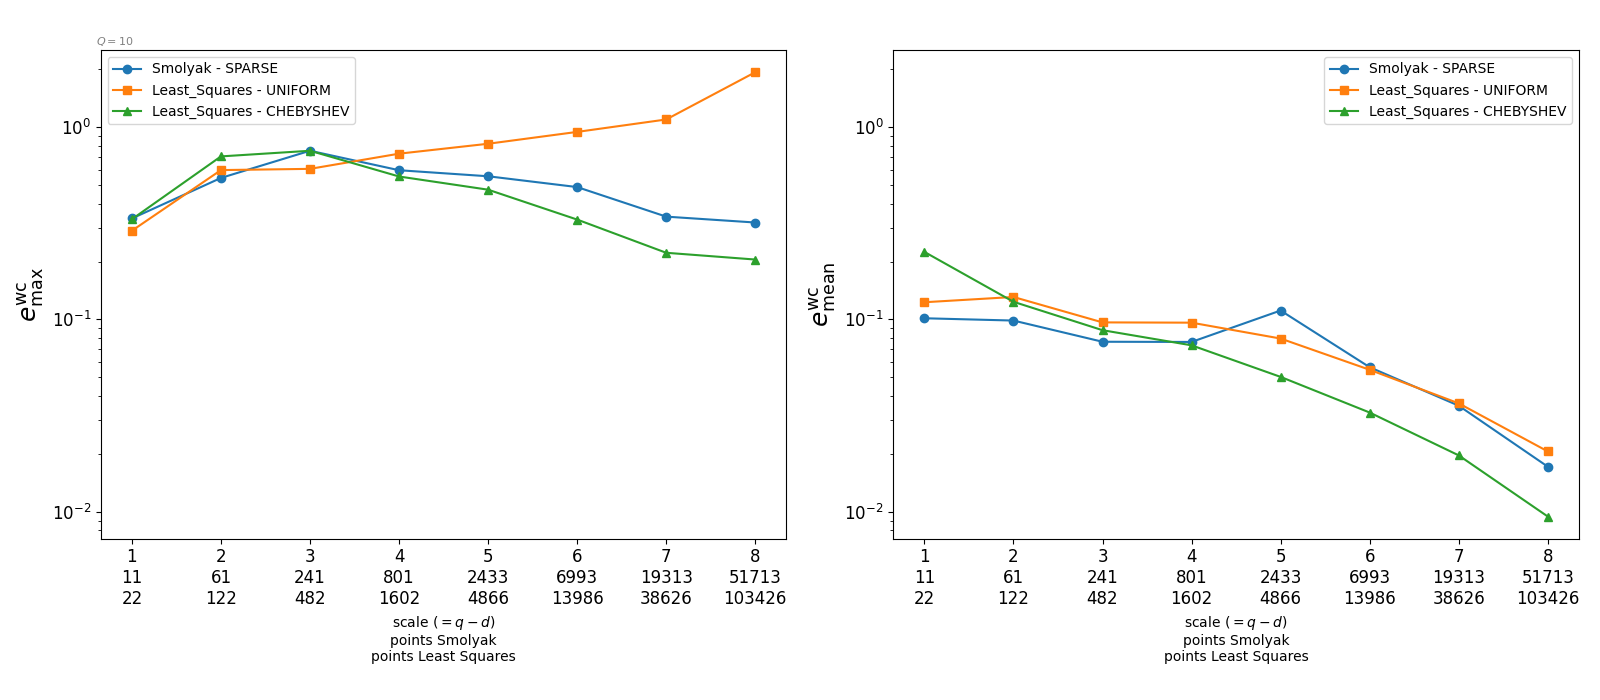 Q = 10
Smolyak - SPARSE
Least_Squares - UNIFORM
Least_Squares - CHEBYSHEV
10^0
10^-1
10^-2
e^wc_max
1 2 3 4 5 6 7 8
11 61 241 801 2433 6993 19313 51713
22 122 482 1602 4866 13986 38626 103426
scale (= q − d)
points Smolyak
points Least Squares
Smolyak - SPARSE
Least_Squares - UNIFORM
Least_Squares - CHEBYSHEV
10^0
10^-1
10^-2
e^wc_mean
1 2 3 4 5 6 7 8
11 61 241 801 2433 6993 19313 51713
22 122 482 1602 4866 13986 38626 103426
scale (= q − d)
points Smolyak
points Least Squares